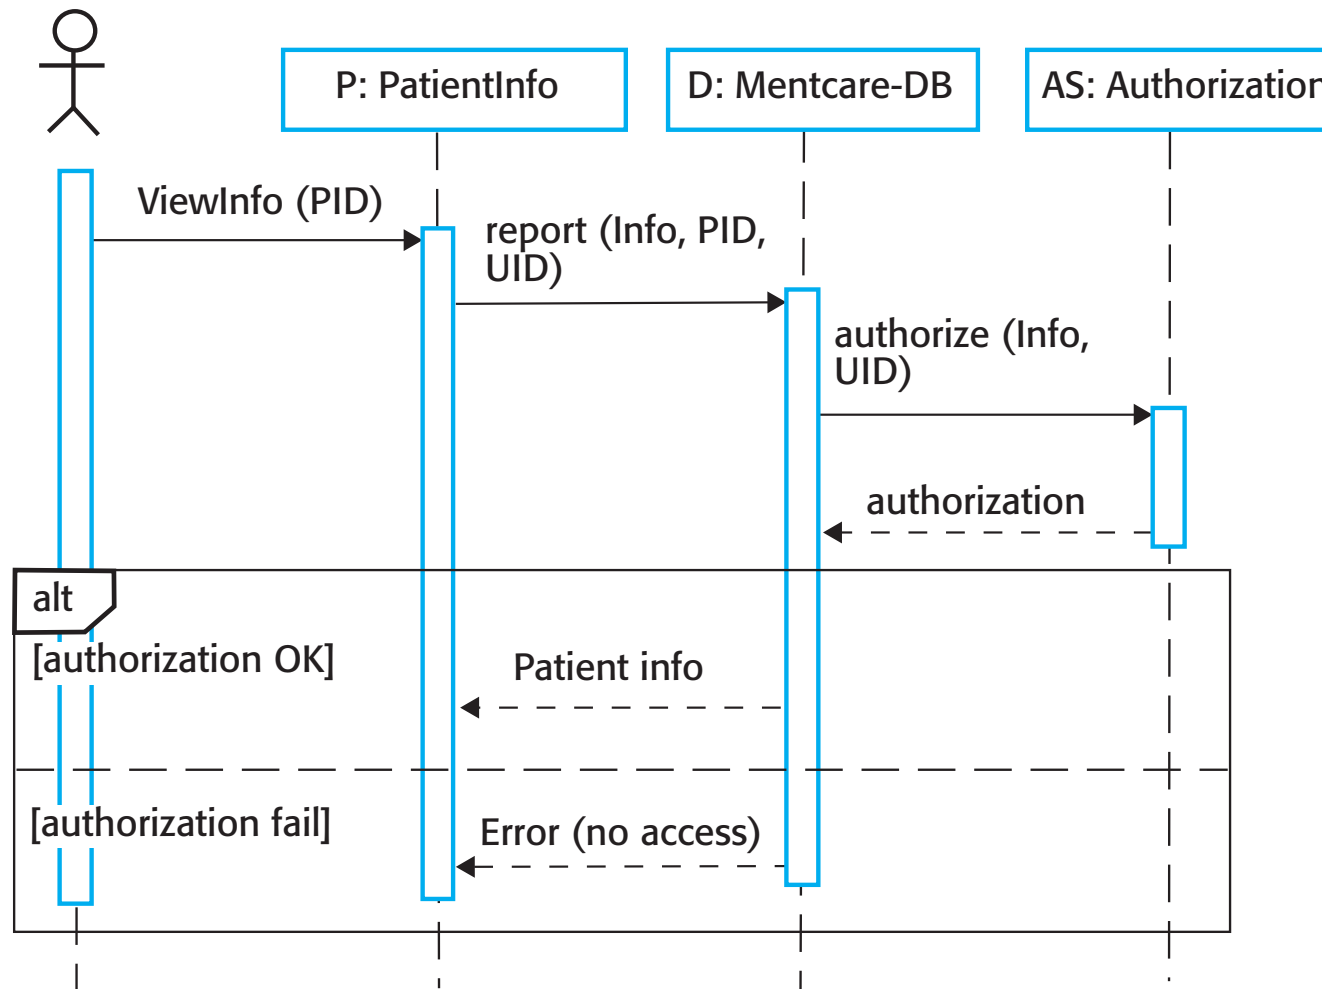 P: PatientInfo
D: Mentcare-DB
AS: Authorization
ViewInfo (PID)
report (Info, PID,
UID)
authorize (Info,
UID)
authorization
alt
[authorization OK]
Patient info
[authorization fail]
Error (no access)